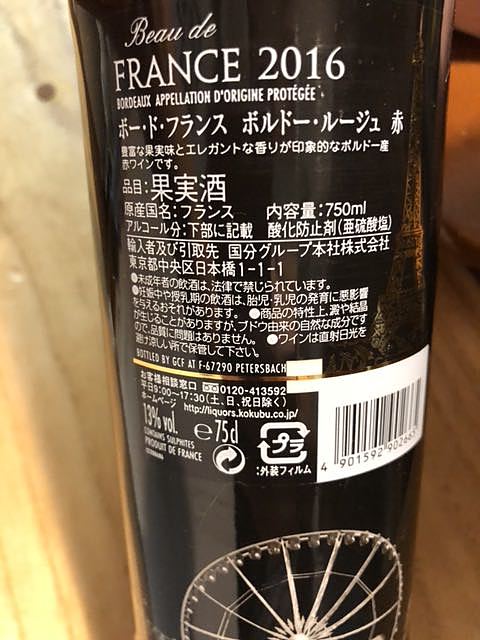 Beau de
FRANCE 2016
BORDEAUX APPELLATION D'ORIGINE PROTÉGÉE
ボー・ド・フランス ボルドー・ルージュ 赤
豊富な果実味とエレガントな香りが印象的なボルドー産
赤ワインです。
品目:果実酒
原産国名:フランス 内容量:750ml
アルコール分:下部に記載 酸化防止剤(亜硫酸塩)
輸入者及び引取先 国分グループ本社株式会社
東京都中央区日本橋1-1-1
●未成年者の飲酒は、法律で禁じられています。
●妊娠中や授乳期の飲酒は、胎児・乳児の発育に悪影響
を与えるおそれがあります。●商品の特性上、澱や結晶
が生じることがありますが、ブドウ由来の自然な成分です
ので、品質に問題はありません。●ワインは直射日光を
避け涼しい所で保管して下さい。
BOTTLED BY GCF AT F-67290 PETERSBACH
お客様相談窓口 0120-413592
平日9:00~17:30(土、日、祝日除く)
ホームページ http://liquors.kokubu.co.jp/
13% vol. ℮75cl
CONTAINS SULPHITES
PRODUCT OF FRANCE
プラ
:外装フィルム
4 901592 902665